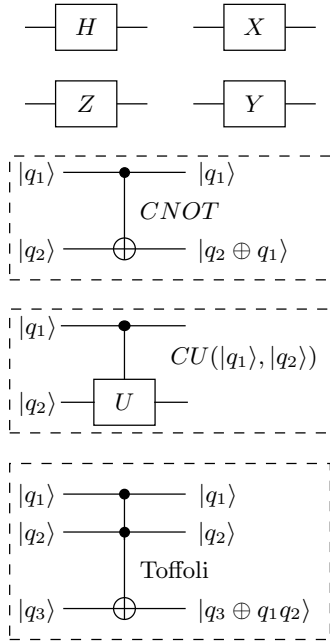 H X
Z Y
|q₁⟩ |q₁⟩
CNOT
|q₂⟩ |q₂ ⊕ q₁⟩
|q₁⟩
CU(|q₁⟩, |q₂⟩)
|q₂⟩ U
|q₁⟩ |q₁⟩
|q₂⟩ |q₂⟩
Toffoli
|q₃⟩ |q₃ ⊕ q₁q₂⟩